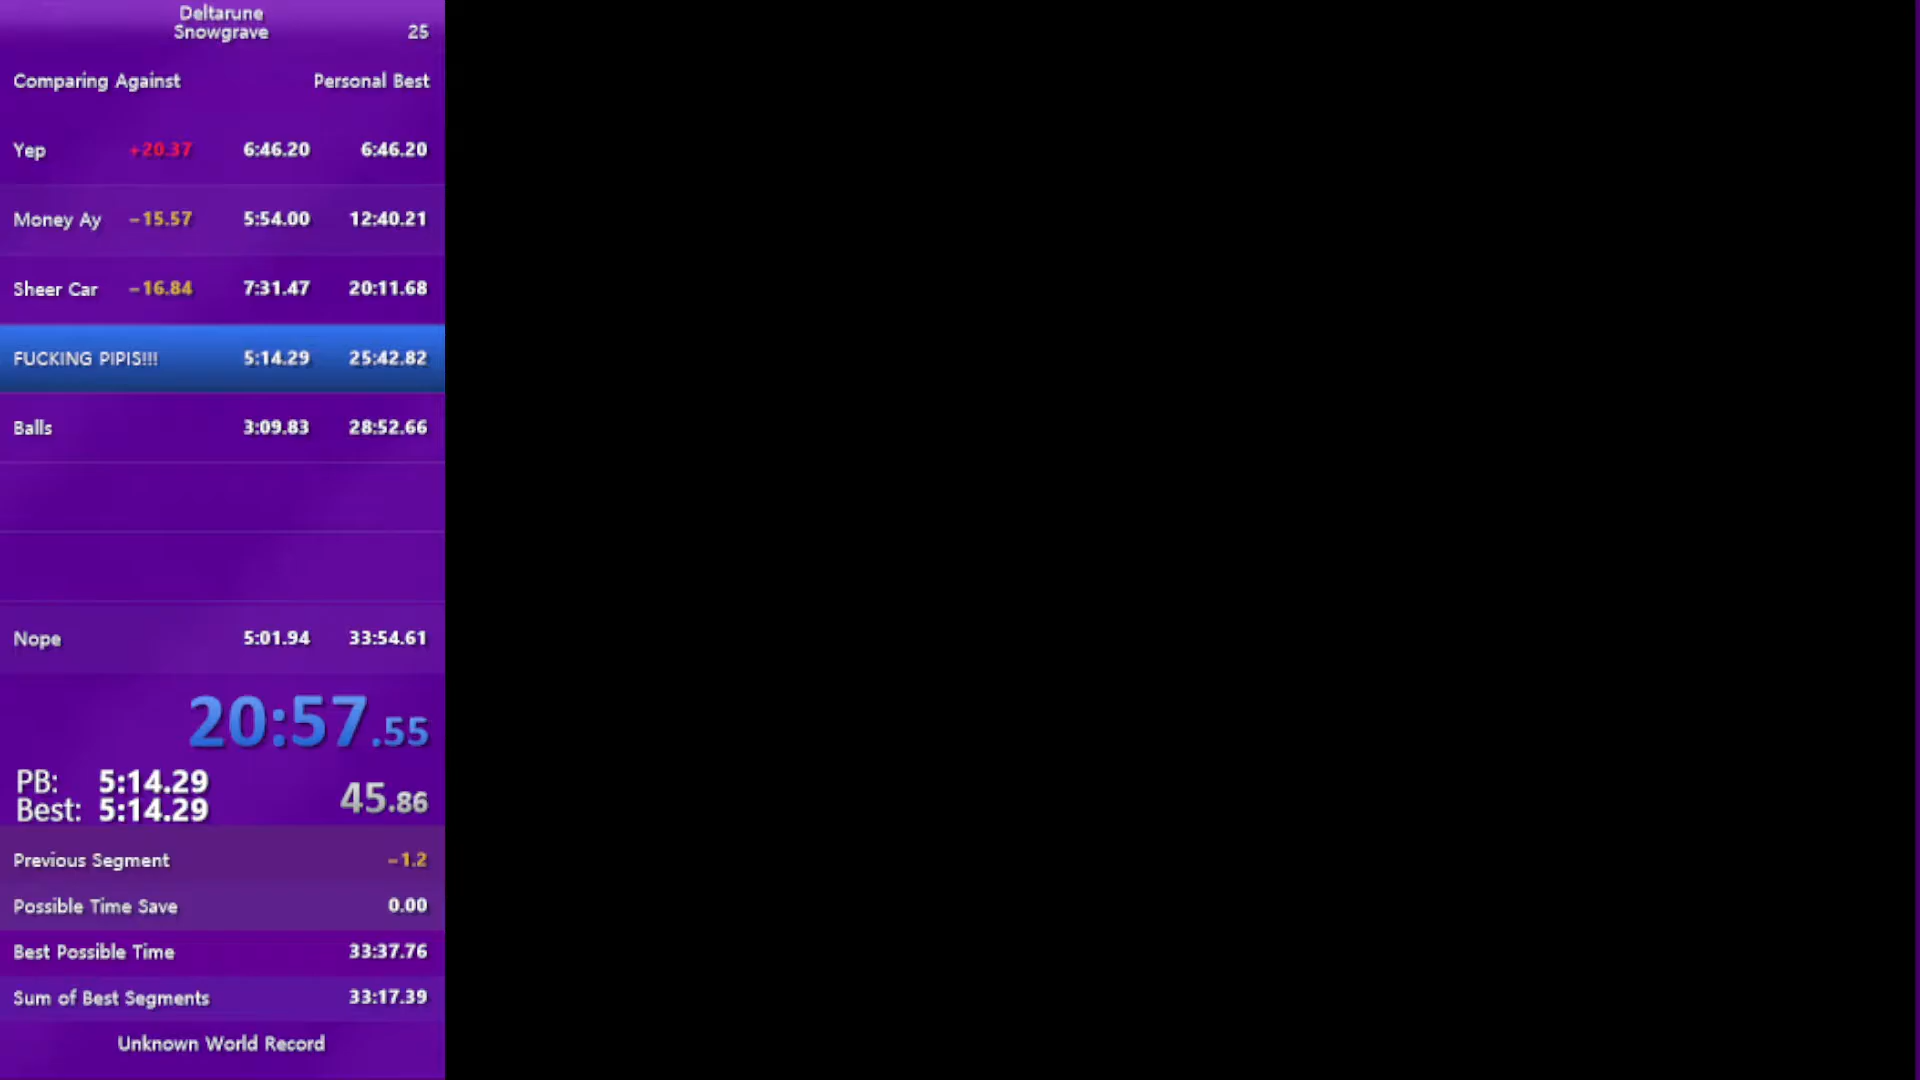 Deltarune
Snowgrave 25
Comparing Against Personal Best
Yep +20.37 6:46.20 6:46.20
Money Ay -15.57 5:54.00 12:40.21
Sheer Car -16.84 7:31.47 20:11.68
FUCKING PIPIS!!! 5:14.29 25:42.82
Balls 3:09.83 28:52.66
Nope 5:01.94 33:54.61
20:57.55
PB: 5:14.29
Best: 5:14.29
45.86
Previous Segment -1.2
Possible Time Save 0.00
Best Possible Time 33:37.76
Sum of Best Segments 33:17.39
Unknown World Record